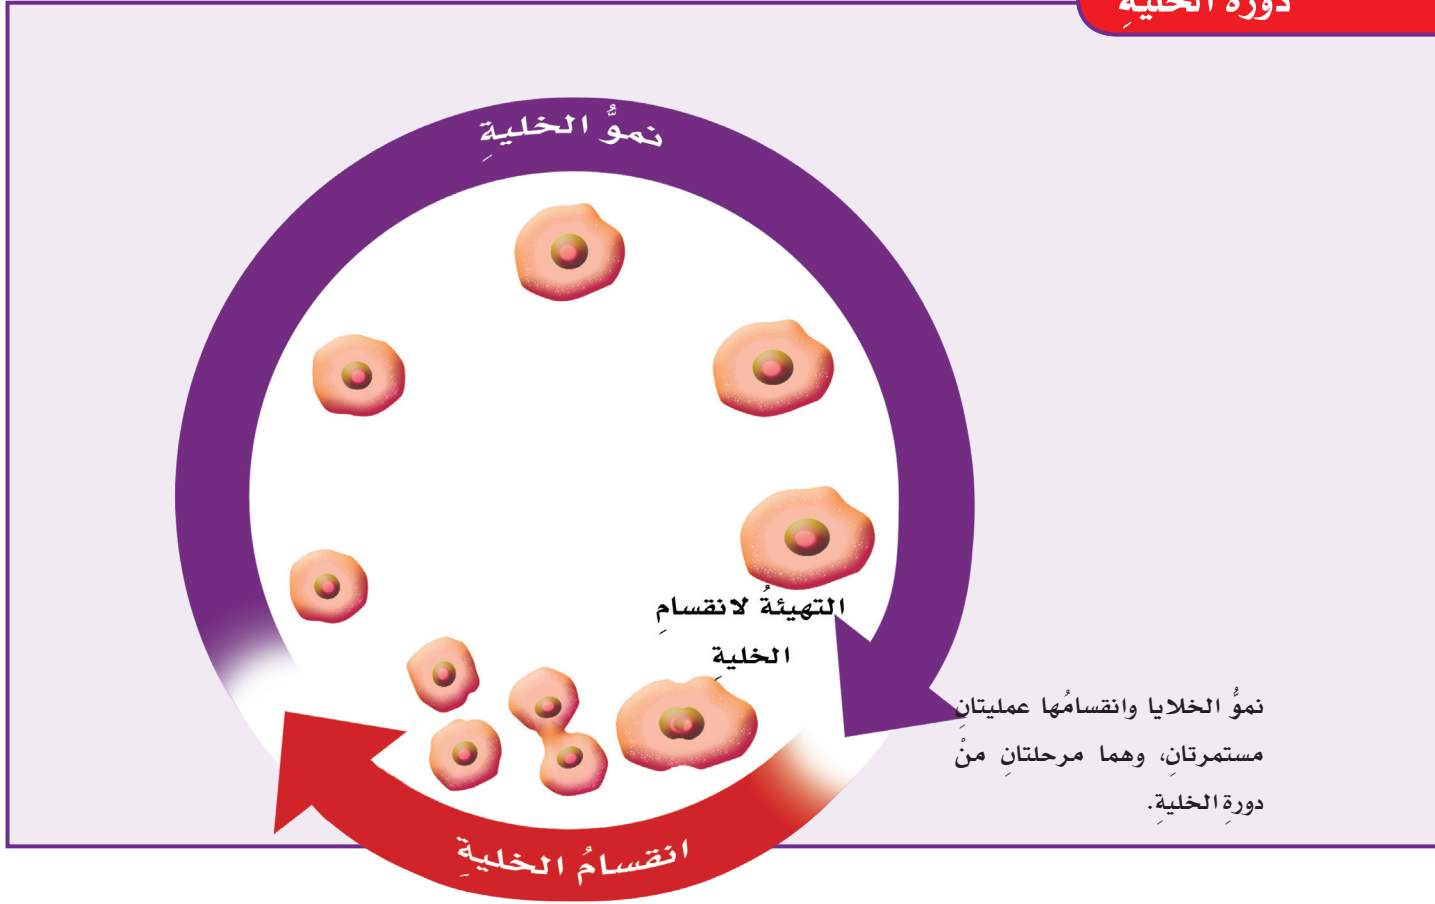 دورة الخليةِ
نموُّ الخليةِ
التهيئةُ لانقسامِ
الخليةِ
نموُّ الخلايا وانقسامُها عمليتانِ
مستمرتانِ، وهما مرحلتانِ منْ
دورةِ الخليةِ.
انقسامُ الخليةِ